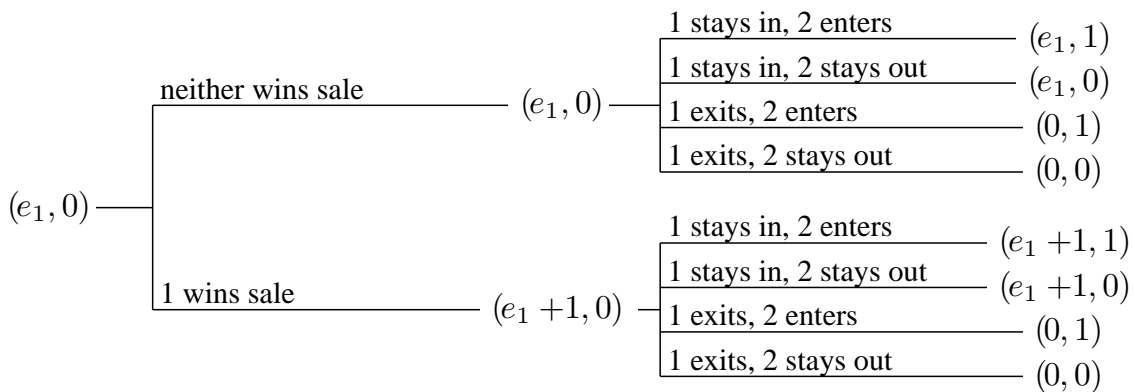 1 stays in, 2 enters (e₁, 1)
1 stays in, 2 stays out (e₁, 0)
neither wins sale (e₁, 0)
1 exits, 2 enters (0, 1)
1 exits, 2 stays out (0, 0)
(e₁, 0)
1 stays in, 2 enters (e₁ +1, 1)
1 stays in, 2 stays out (e₁ +1, 0)
1 wins sale (e₁ +1, 0)
1 exits, 2 enters (0, 1)
1 exits, 2 stays out (0, 0)